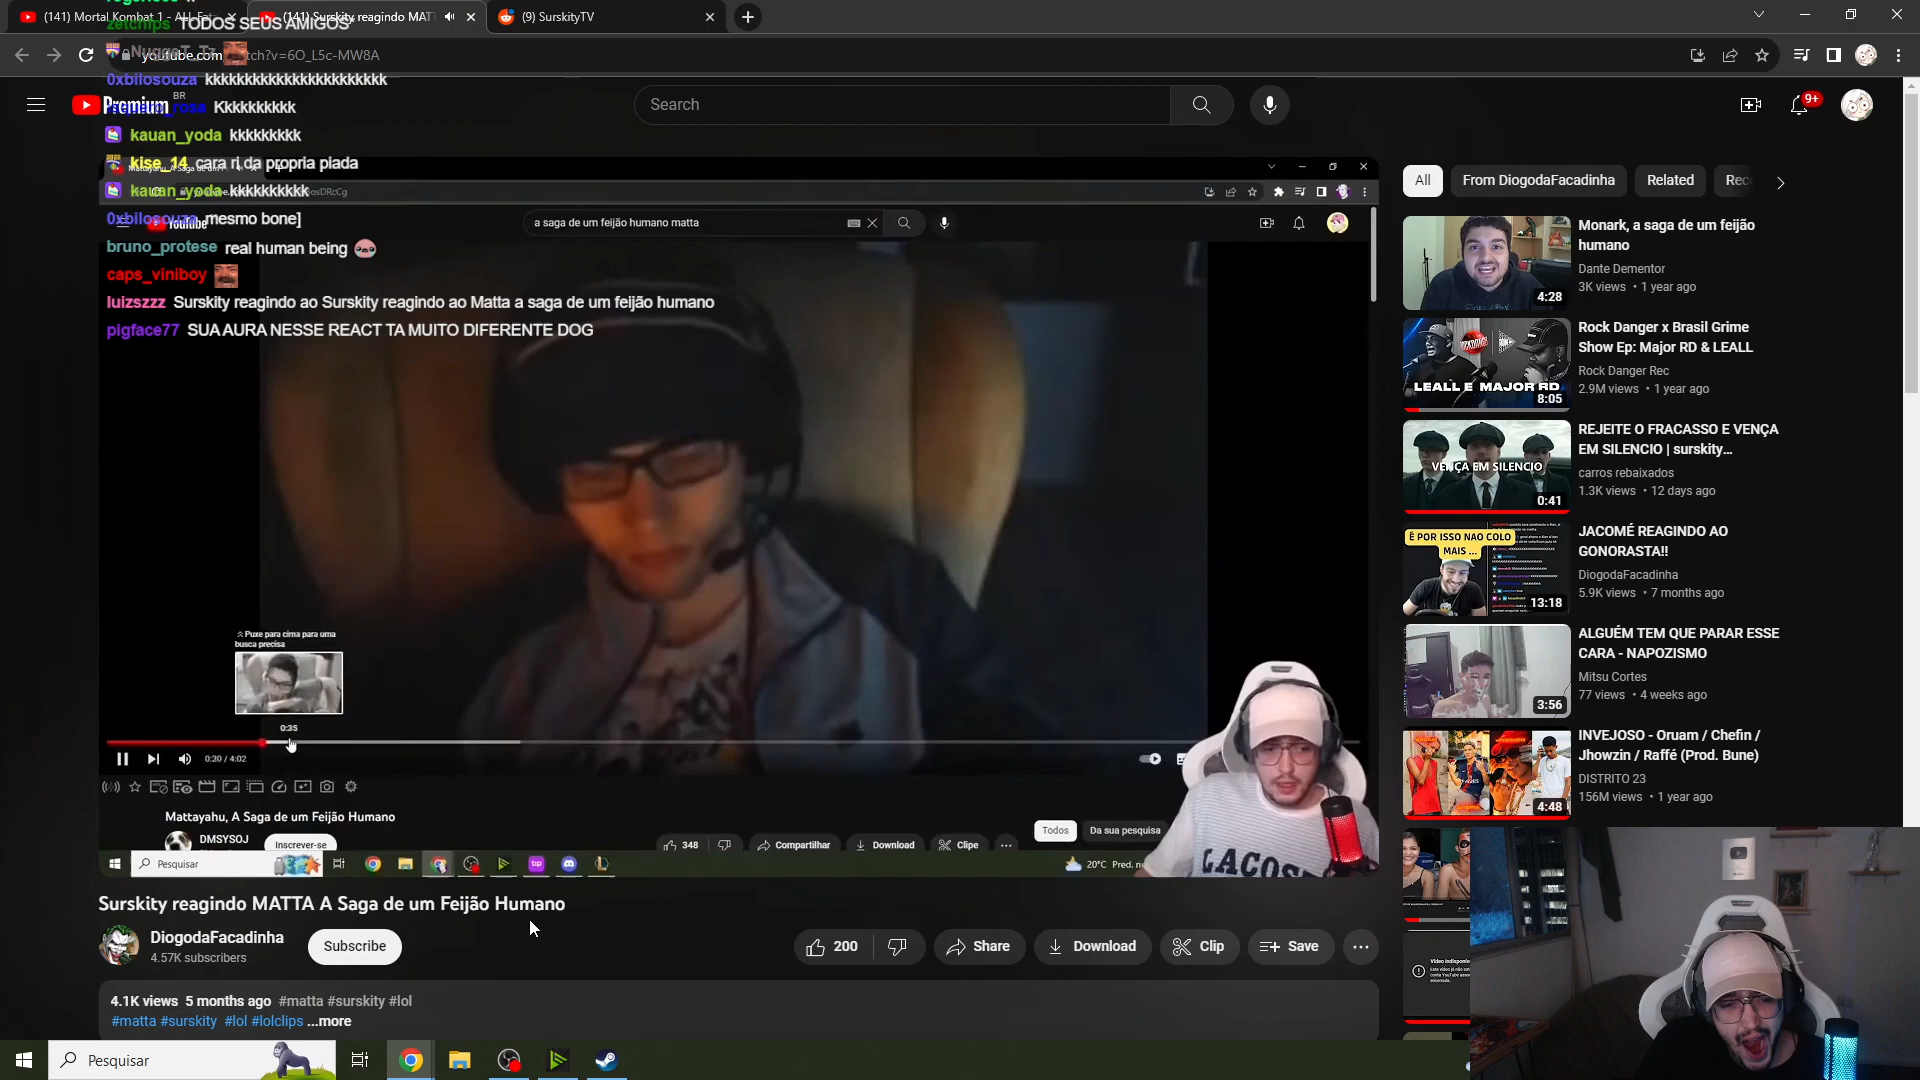 (141) Mortal Kombat 1 - ALL Fat
(141) Surskity reagindo MAT
(9) SurskityTV
zetchips TODOS SEUS AMIGOS
NuggeT_Tz
youtube.com
tch?v=6O_L5c-MW8A
0xbilosouza kkkkkkkkkkkkkkkkkkkkkkk
Kkkkkkkkkk
kauan_yoda kkkkkkkkk
kise_14 cara ri da propria piada
kauan_yoda kkkkkkkkkk
0xbilosouza mesmo bone]
bruno_protese real human being
caps_viniboy
luizszzz Surskity reagindo ao Surskity reagindo ao Matta a saga de um feijão humano
pigface77 SUA AURA NESSE REACT TA MUITO DIFERENTE DOG
Premium
BR
Search
9+
YouTube
a saga de um feijão humano matta
Puxe para cima para uma
busca precisa
0:35
0:30 / 4:02
Mattayahu, A Saga de um Feijão Humano
DMSYSOJ
Inscrever-se
348
Compartilhar
Download
Clipe
Todos
Da sua pesquisa
Pesquisar
20°C
LACOS
Surskity reagindo MATTA A Saga de um Feijão Humano
DiogodaFacadinha
4.57K subscribers
Subscribe
200
Share
Download
Clip
Save
4.1K views 5 months ago #matta #surskity #lol
#matta #surskity #lol #lolclips ...more
All
From DiogodaFacadinha
Related
Rec
4:28
Monark, a saga de um feijão
humano
Dante Dementor
3K views • 1 year ago
LEALL E MAJOR RD
8:05
Rock Danger x Brasil Grime
Show Ep: Major RD & LEALL
Rock Danger Rec
2.9M views • 1 year ago
VENÇA EM SILENCIO
0:41
REJEITE O FRACASSO E VENÇA
EM SILENCIO | surskity...
carros rebaixados
1.3K views • 12 days ago
É POR ISSO NAO COLO
MAIS ...
13:18
JACOMÉ REAGINDO AO
GONORASTA!!
DiogodaFacadinha
5.9K views • 7 months ago
3:56
ALGUÉM TEM QUE PARAR ESSE
CARA - NAPOZISMO
Mitsu Cortes
77 views • 4 weeks ago
4:48
INVEJOSO - Oruam / Chefin /
Jhowzin / Raffé (Prod. Bune)
DISTRITO 23
156M views • 1 year ago
Pesquisar